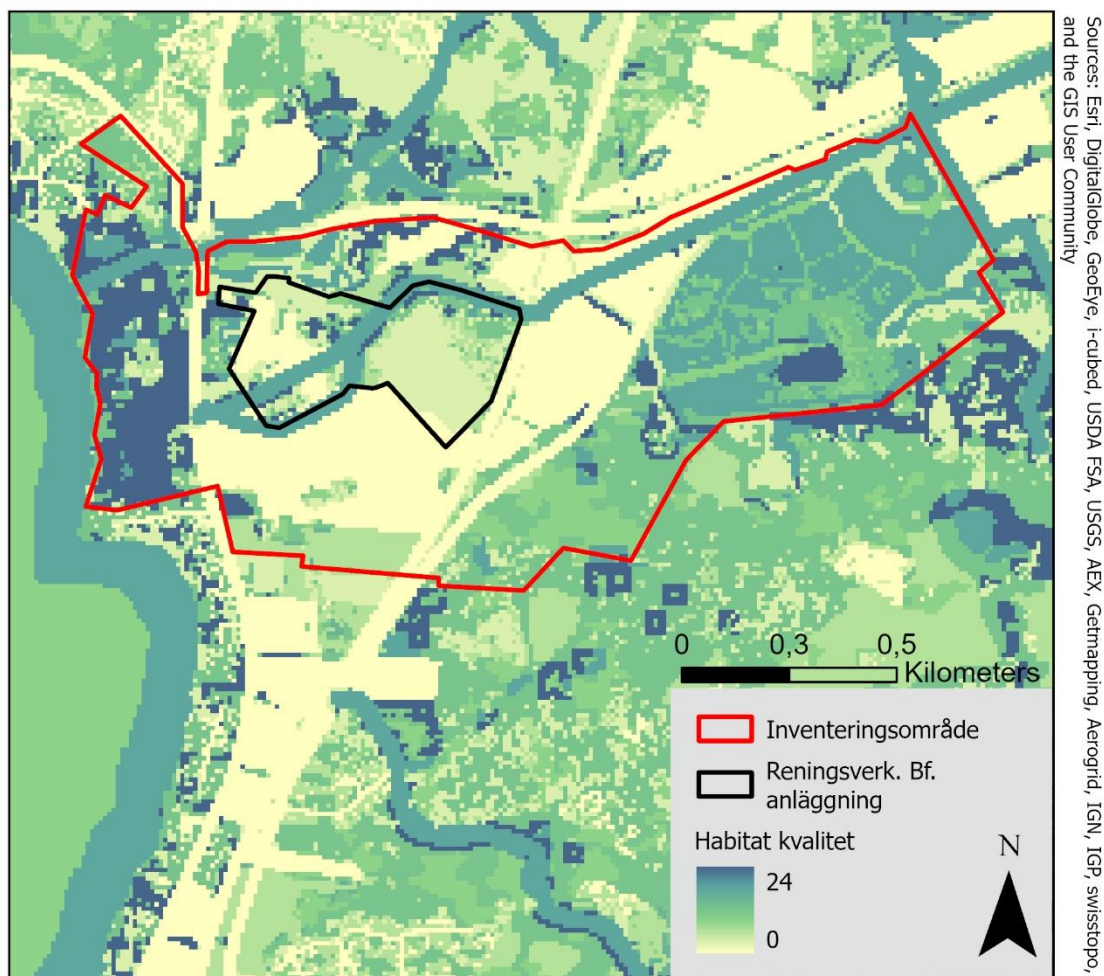 Sources: Esri, DigitalGlobe, GeoEye, i-cubed, USDA FSA, USGS, AEX, Getmapping, Aerogrid, IGN, IGP, swisstopo,
and the GIS User Community
0
0,3
0,5
Kilometers
Inventeringsområde
Reningsverk. Bf.
anläggning
Habitat kvalitet
24
0
N